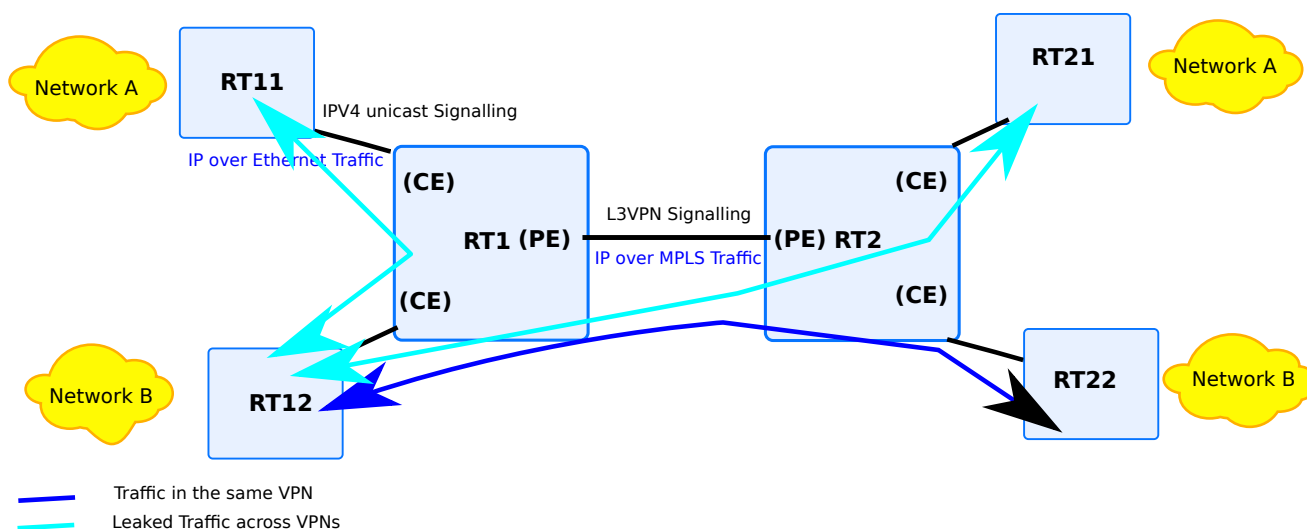 Network A
RT11
IPV4 unicast Signalling
IP over Ethernet Traffic
RT21
Network A
(CE)
(CE)
L3VPN Signalling
RT1 (PE)
(PE) RT2
IP over MPLS Traffic
(CE)
(CE)
Network B
RT12
RT22
Network B
Traffic in the same VPN
Leaked Traffic across VPNs